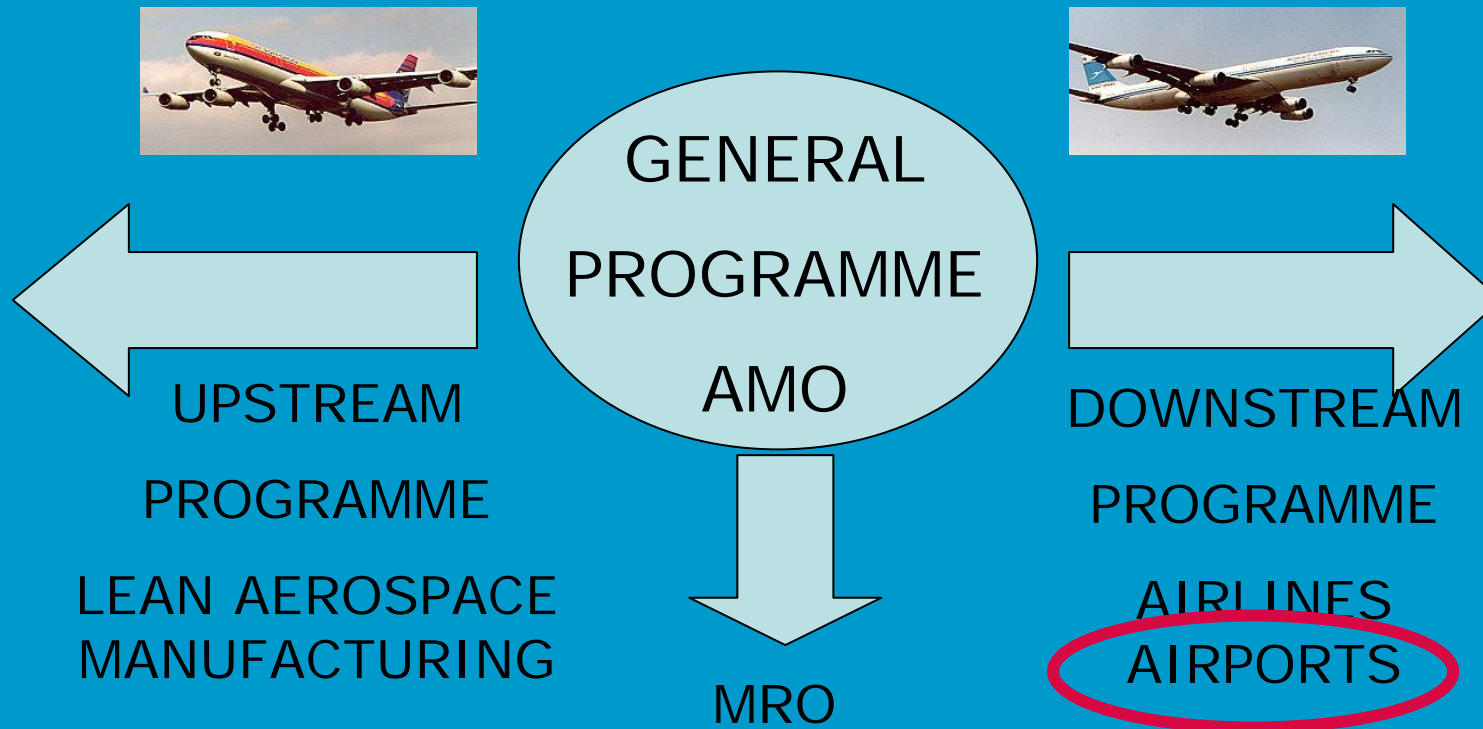 GENERAL
PROGRAMME
AMO
UPSTREAM
PROGRAMME
LEAN AEROSPACE
MANUFACTURING
MRO
DOWNSTREAM
PROGRAMME
AIRLINES
AIRPORTS